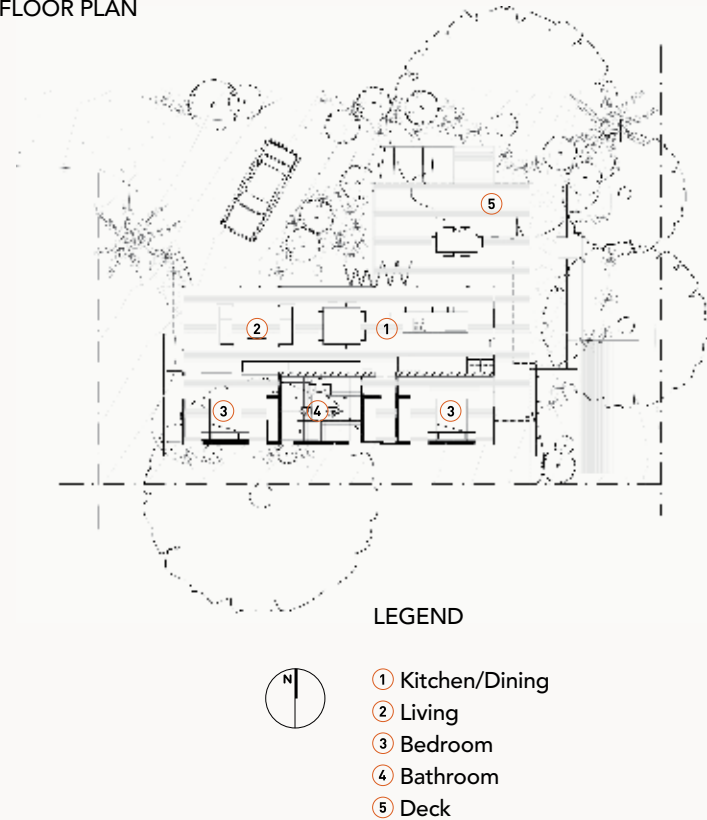 FLOOR PLAN
5
2
1
3
4
3
LEGEND
N
1 Kitchen/Dining
2 Living
3 Bedroom
4 Bathroom
5 Deck